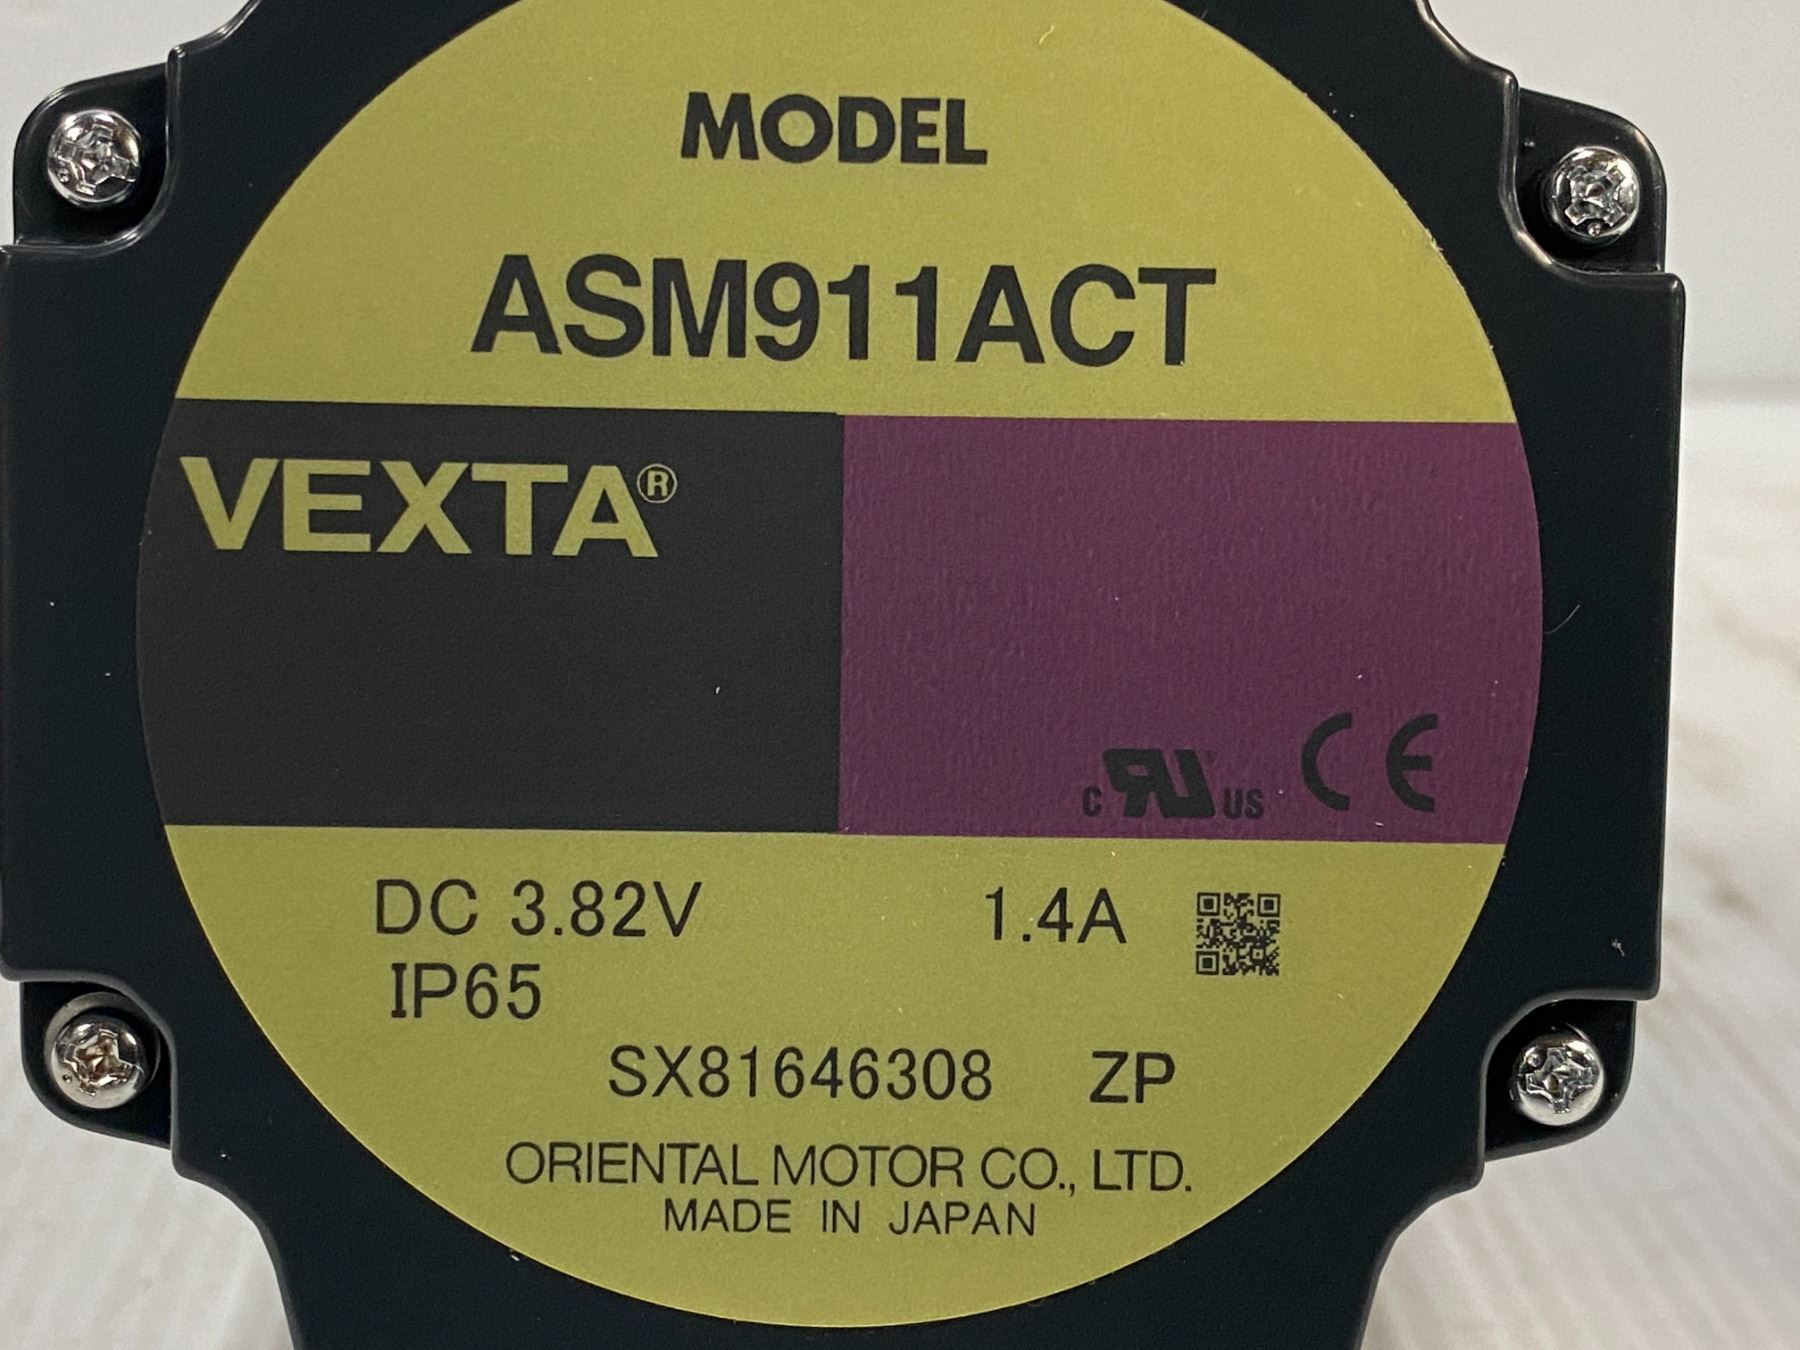 MODEL
ASM911ACT
VEXTA®
C RU US CE
DC 3.82V 1.4A
IP65
SX81646308 ZP
ORIENTAL MOTOR CO., LTD.
MADE IN JAPAN